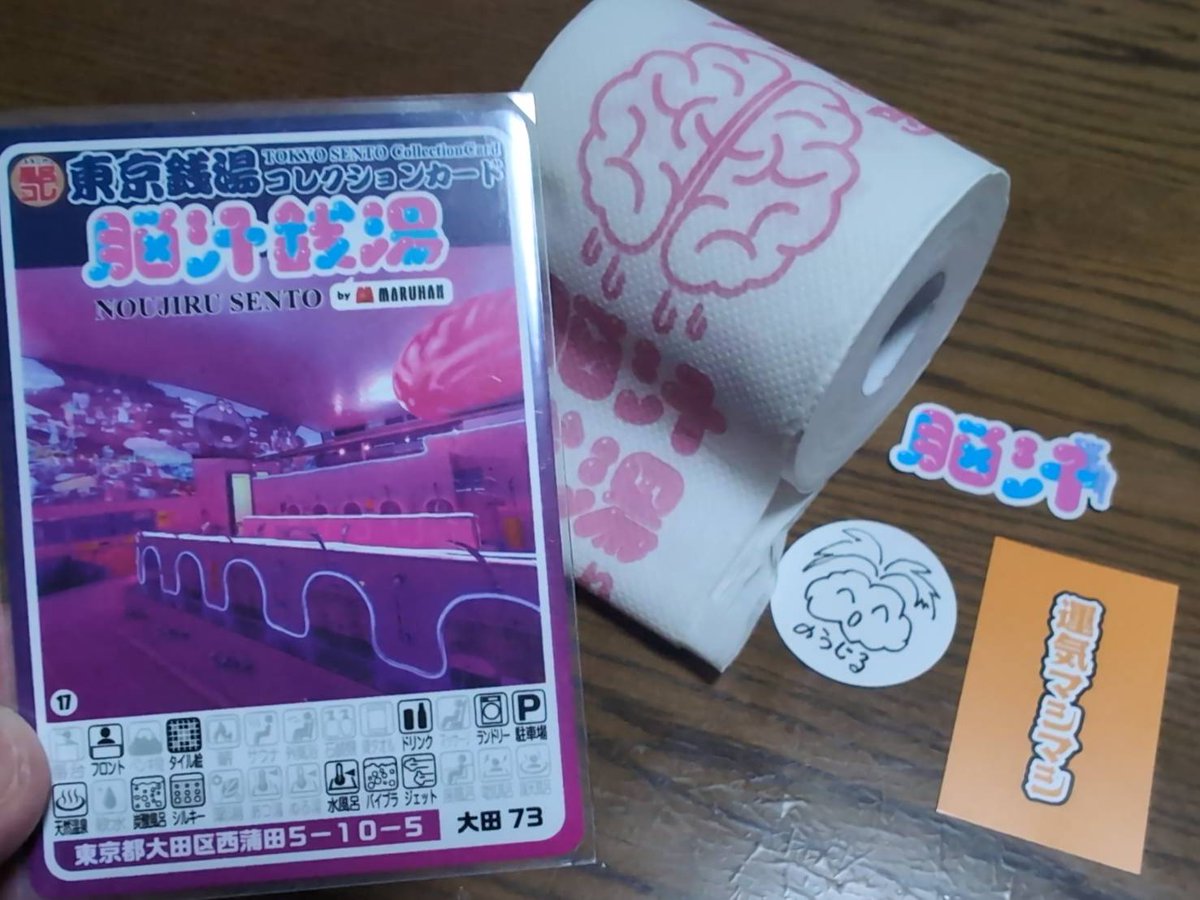 東京銭湯
TOKYO SENTO CollectionCard
コレクションカード
脳汁銭湯
NOUJIRU SENTO
by MARUHAN
17
フロント
タイル絵
ドリンク
ランドリー
P
駐車場
天然温泉
炭酸風呂
シルキー
水風呂
バイブラ
ジェット
東京都大田区西蒲田5-10-5
大田 73
脳汁
湯
脳汁
のうじる
運気マシマシ